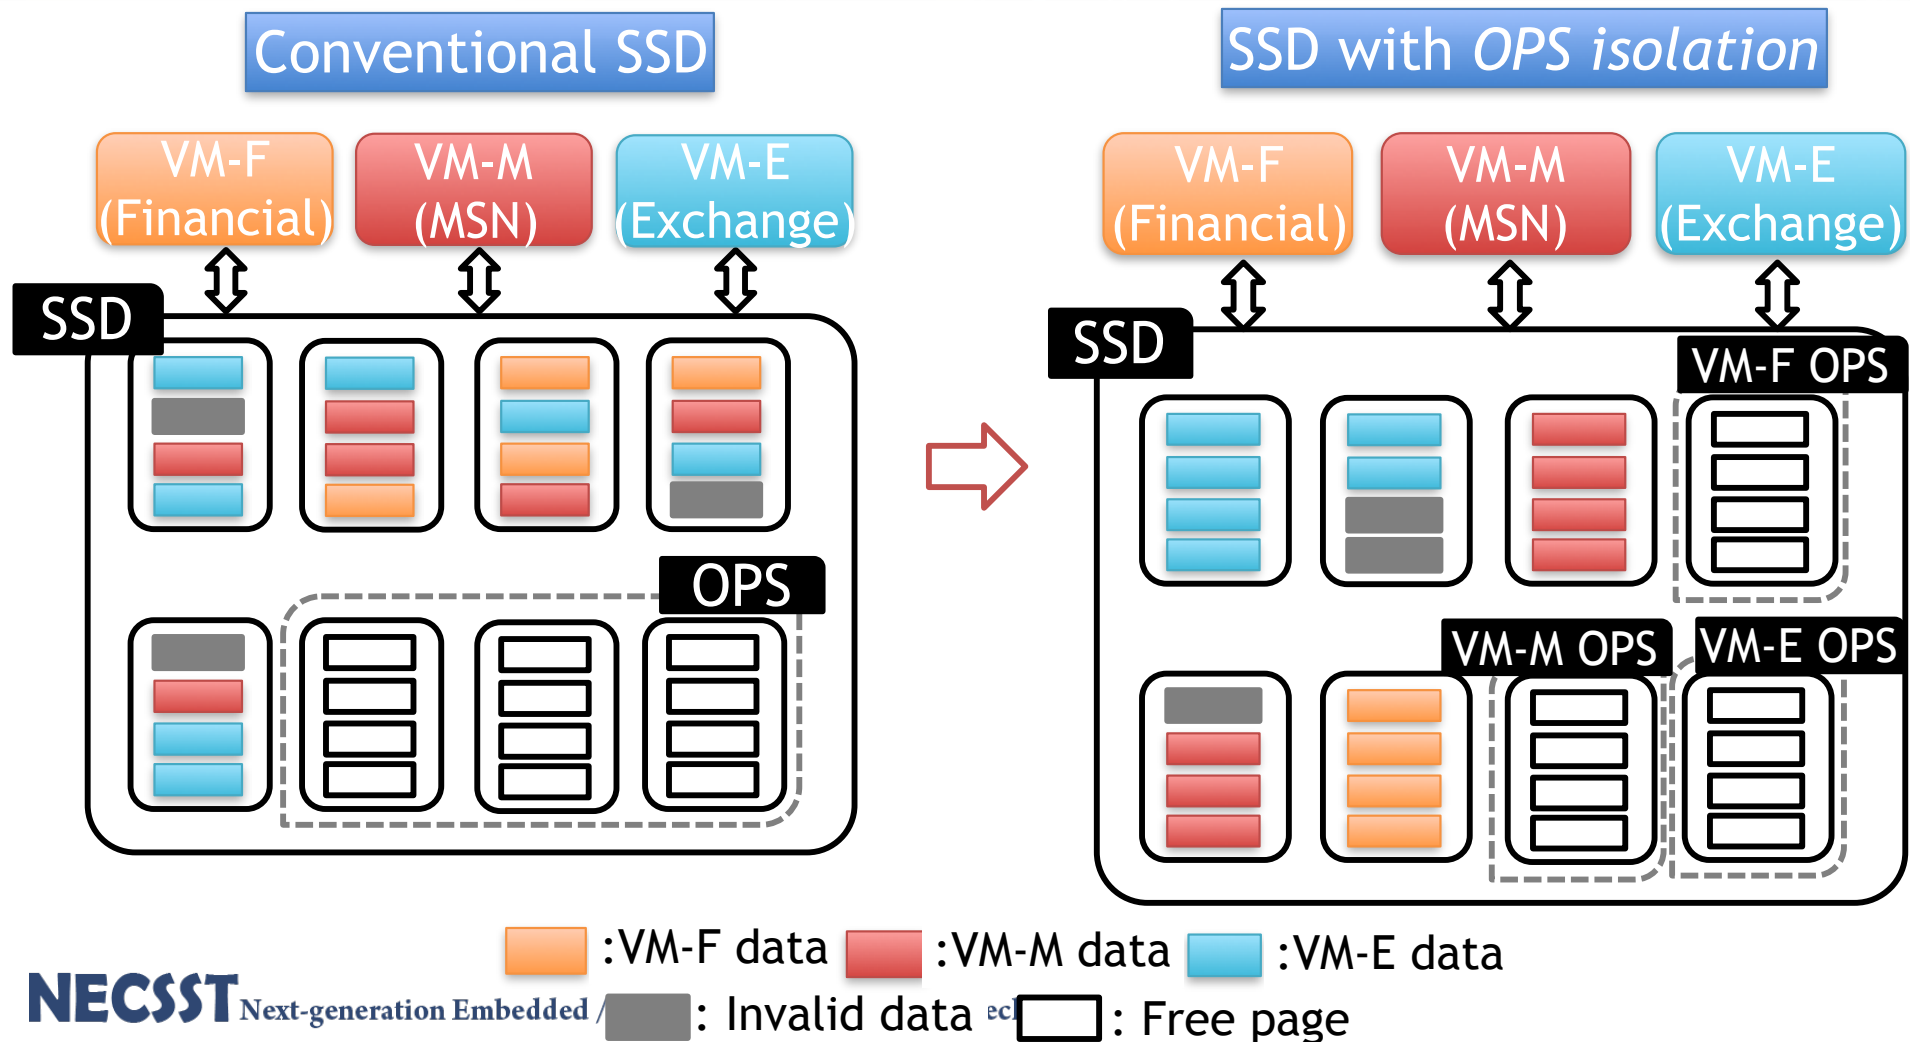 Conventional SSD
SSD with OPS isolation
VM-F
(Financial)
VM-M
(MSN)
VM-E
(Exchange)
VM-F
(Financial)
VM-M
(MSN)
VM-E
(Exchange)
SSD
OPS
SSD
VM-F OPS
VM-M OPS
VM-E OPS
:VM-F data
:VM-M data
:VM-E data
NECSST Next-generation Embedded /
: Invalid data
: Free page